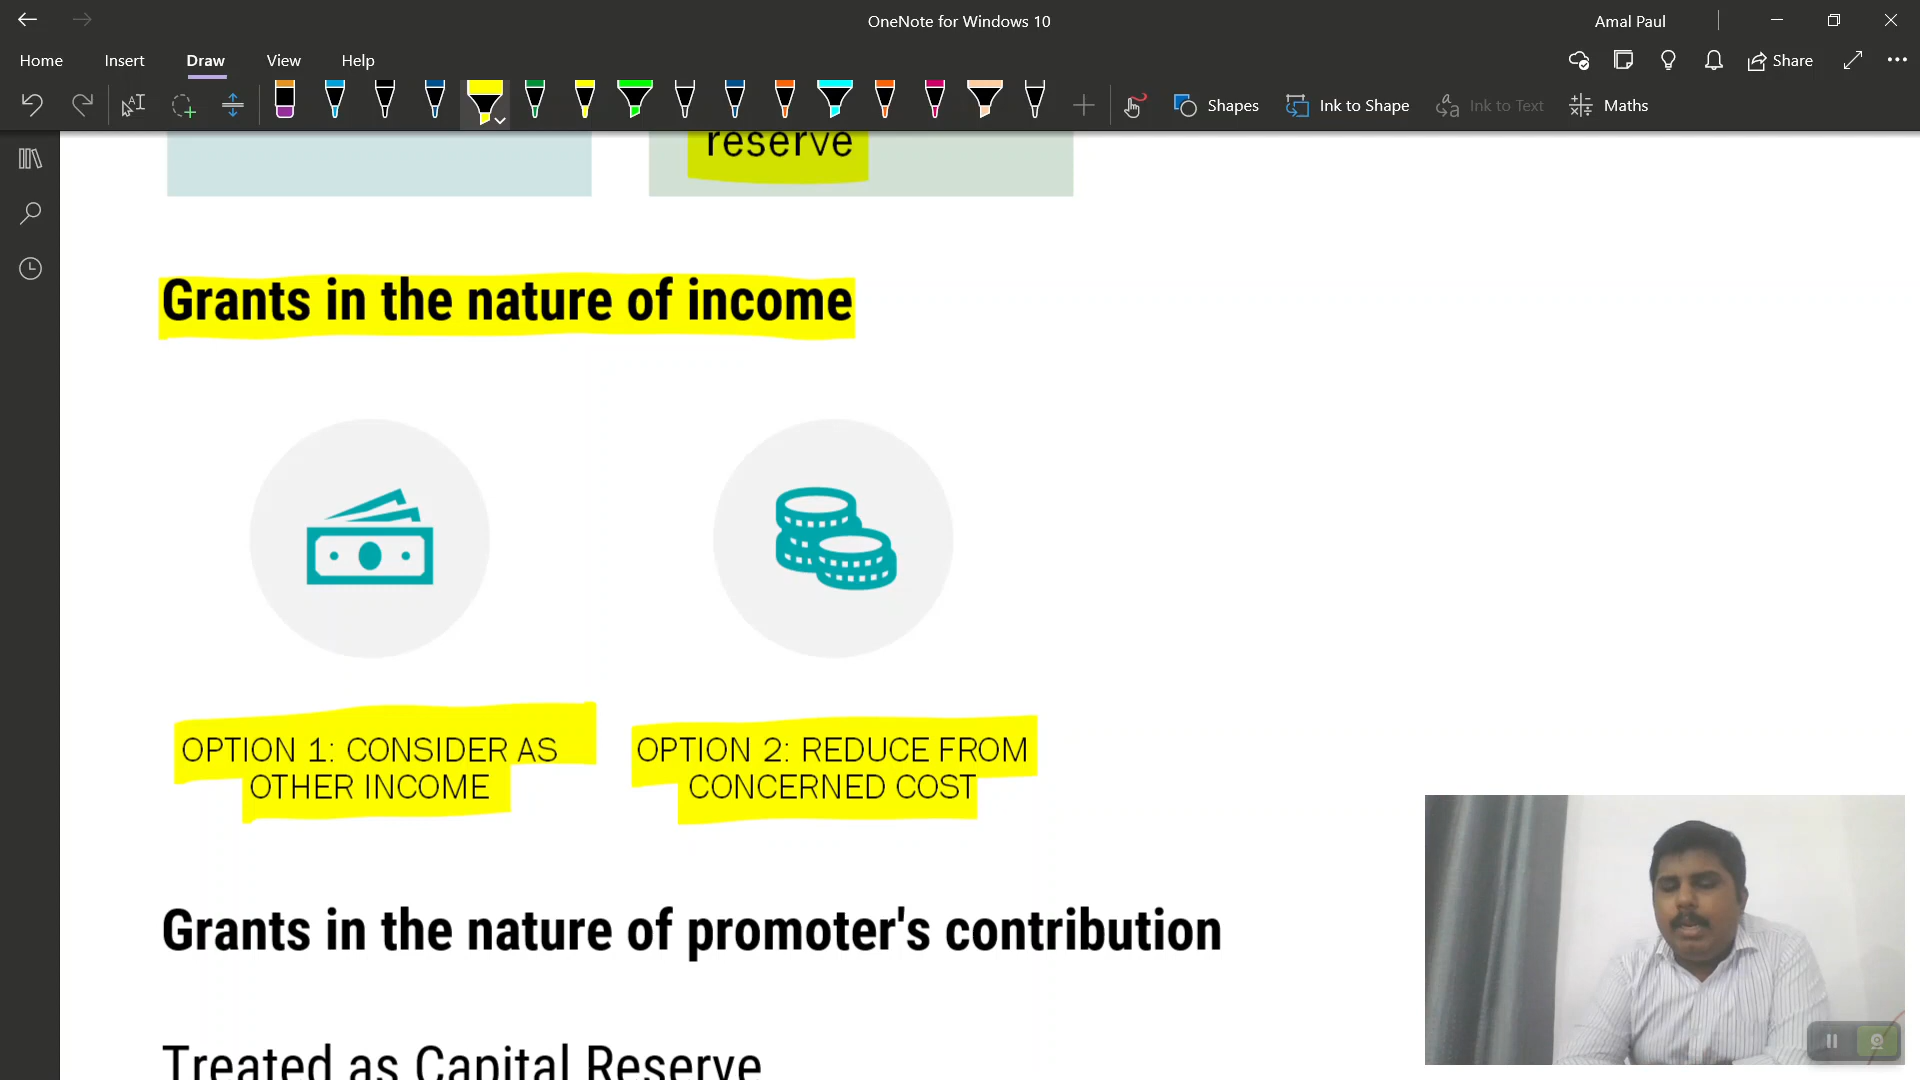 OneNote for Windows 10
Amal Paul
Home Insert Draw View Help
Share
Shapes Ink to Shape Ink to Text Maths
reserve
Grants in the nature of income
OPTION 1: CONSIDER AS
OTHER INCOME
OPTION 2: REDUCE FROM
CONCERNED COST
Grants in the nature of promoter's contribution
Treated as Capital Reserve